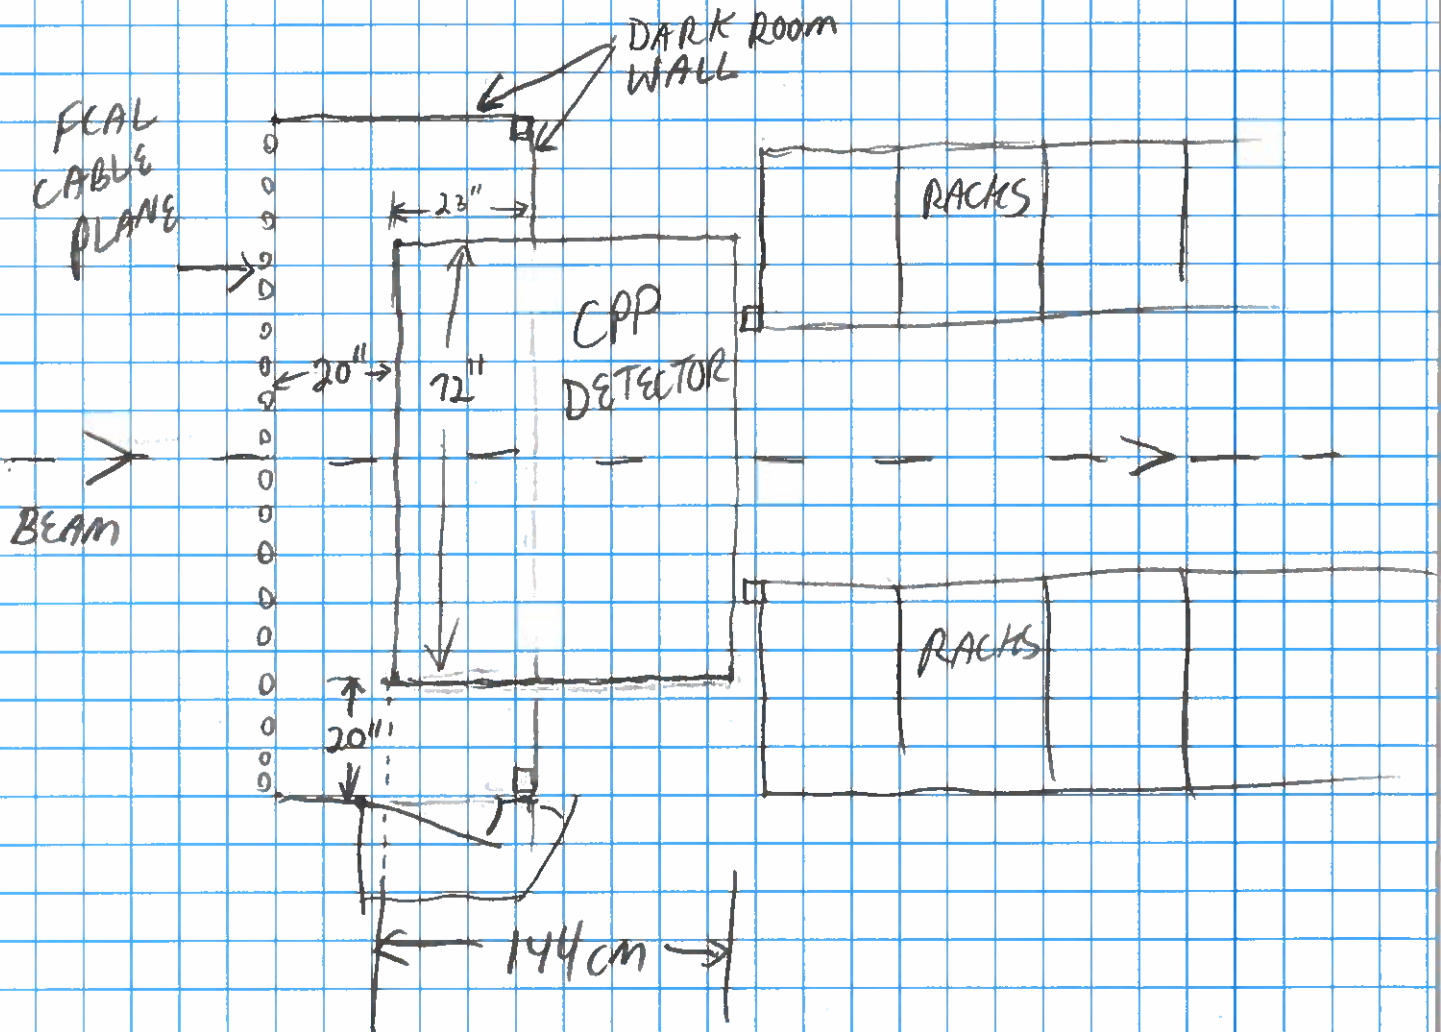 DARK ROOM
WALL
FCAL
CABLE
PLANE
23"
RACKS
CPP
DETECTOR
20"
72"
BEAM
RACKS
20"
144cm